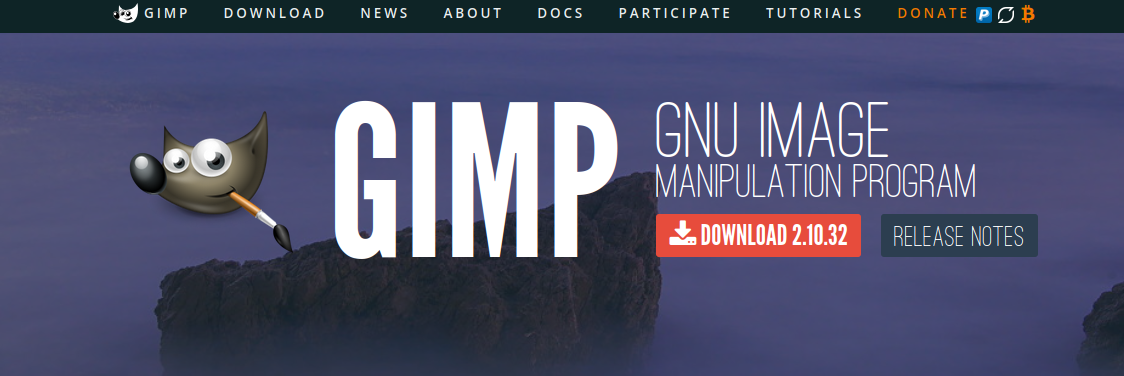 GIMP DOWNLOAD NEWS ABOUT DOCS PARTICIPATE TUTORIALS DONATE
GIMP
GNU IMAGE
MANIPULATION PROGRAM
DOWNLOAD 2.10.32 RELEASE NOTES